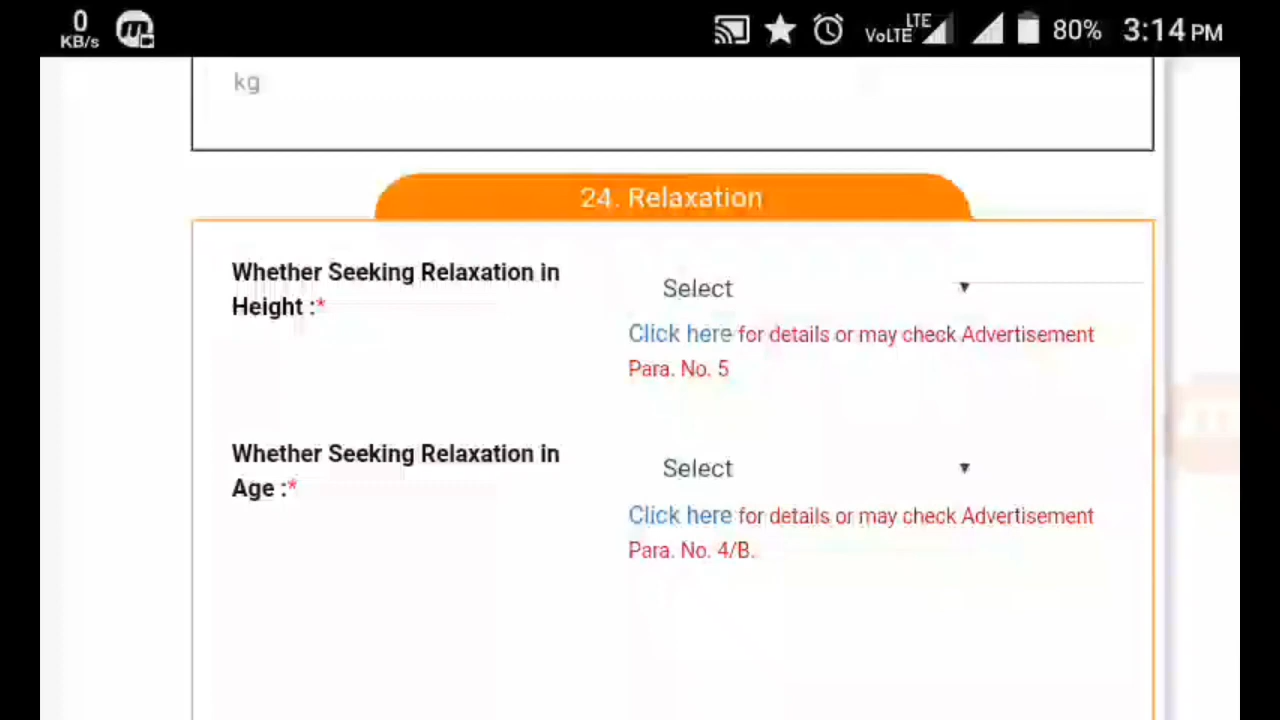 0
KB/s
VoLTE LTE 80% 3:14 PM
kg
24. Relaxation
Whether Seeking Relaxation in
Height :*
Select
Click here for details or may check Advertisement
Para. No. 5
Whether Seeking Relaxation in
Age :*
Select
Click here for details or may check Advertisement
Para. No. 4/B.